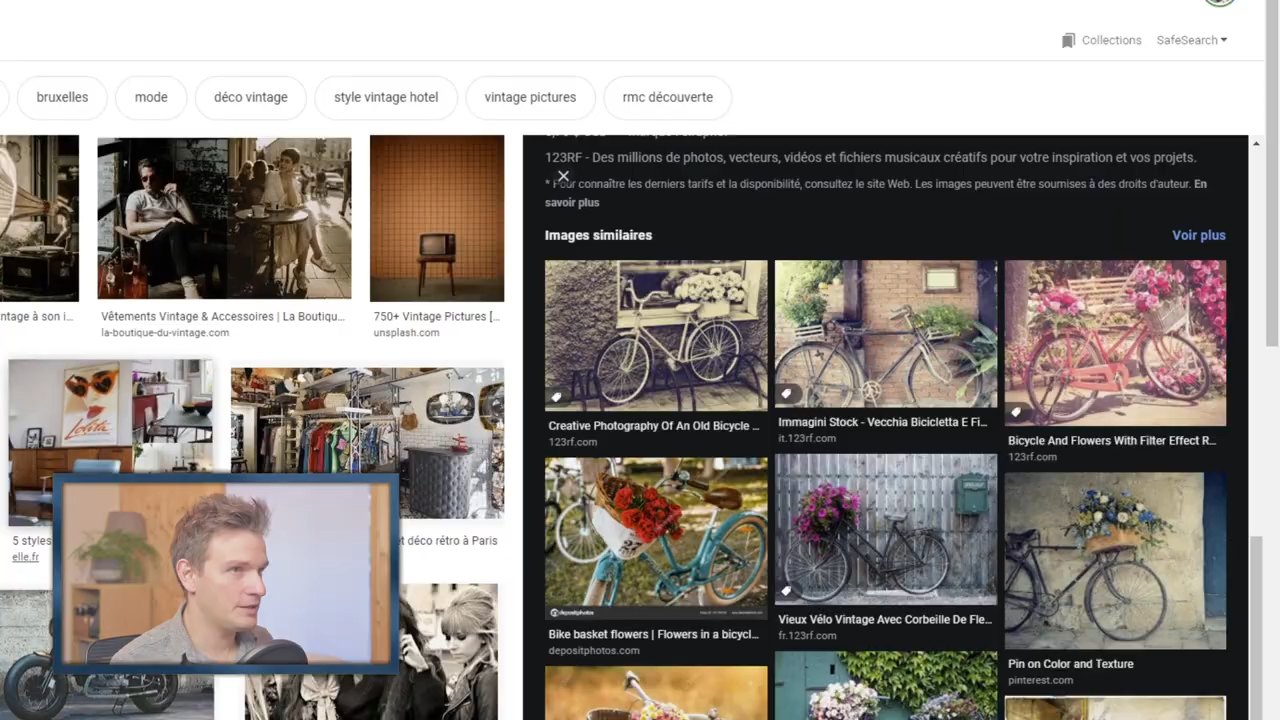 Collections
SafeSearch
bruxelles
mode
déco vintage
style vintage hotel
vintage pictures
rmc découverte
123RF - Des millions de photos, vecteurs, vidéos et fichiers musicaux créatifs pour votre inspiration et vos projets.
* Pour connaître les derniers tarifs et la disponibilité, consultez le site Web. Les images peuvent être soumises à des droits d'auteur. En
savoir plus
Images similaires
Voir plus
ntage à son i...
Vêtements Vintage & Accessoires | La Boutiqu...
la-boutique-du-vintage.com
750+ Vintage Pictures [...
unsplash.com
Lolita
5 styles
elle.fr
et déco rétro à Paris
Creative Photography Of An Old Bicycle ...
123rf.com
Immagini Stock - Vecchia Bicicletta E Fi...
it.123rf.com
Bicycle And Flowers With Filter Effect R...
123rf.com
depositphotos
Bike basket flowers | Flowers in a bicycl...
depositphotos.com
Vieux Vélo Vintage Avec Corbeille De Fle...
fr.123rf.com
Pin on Color and Texture
pinterest.com